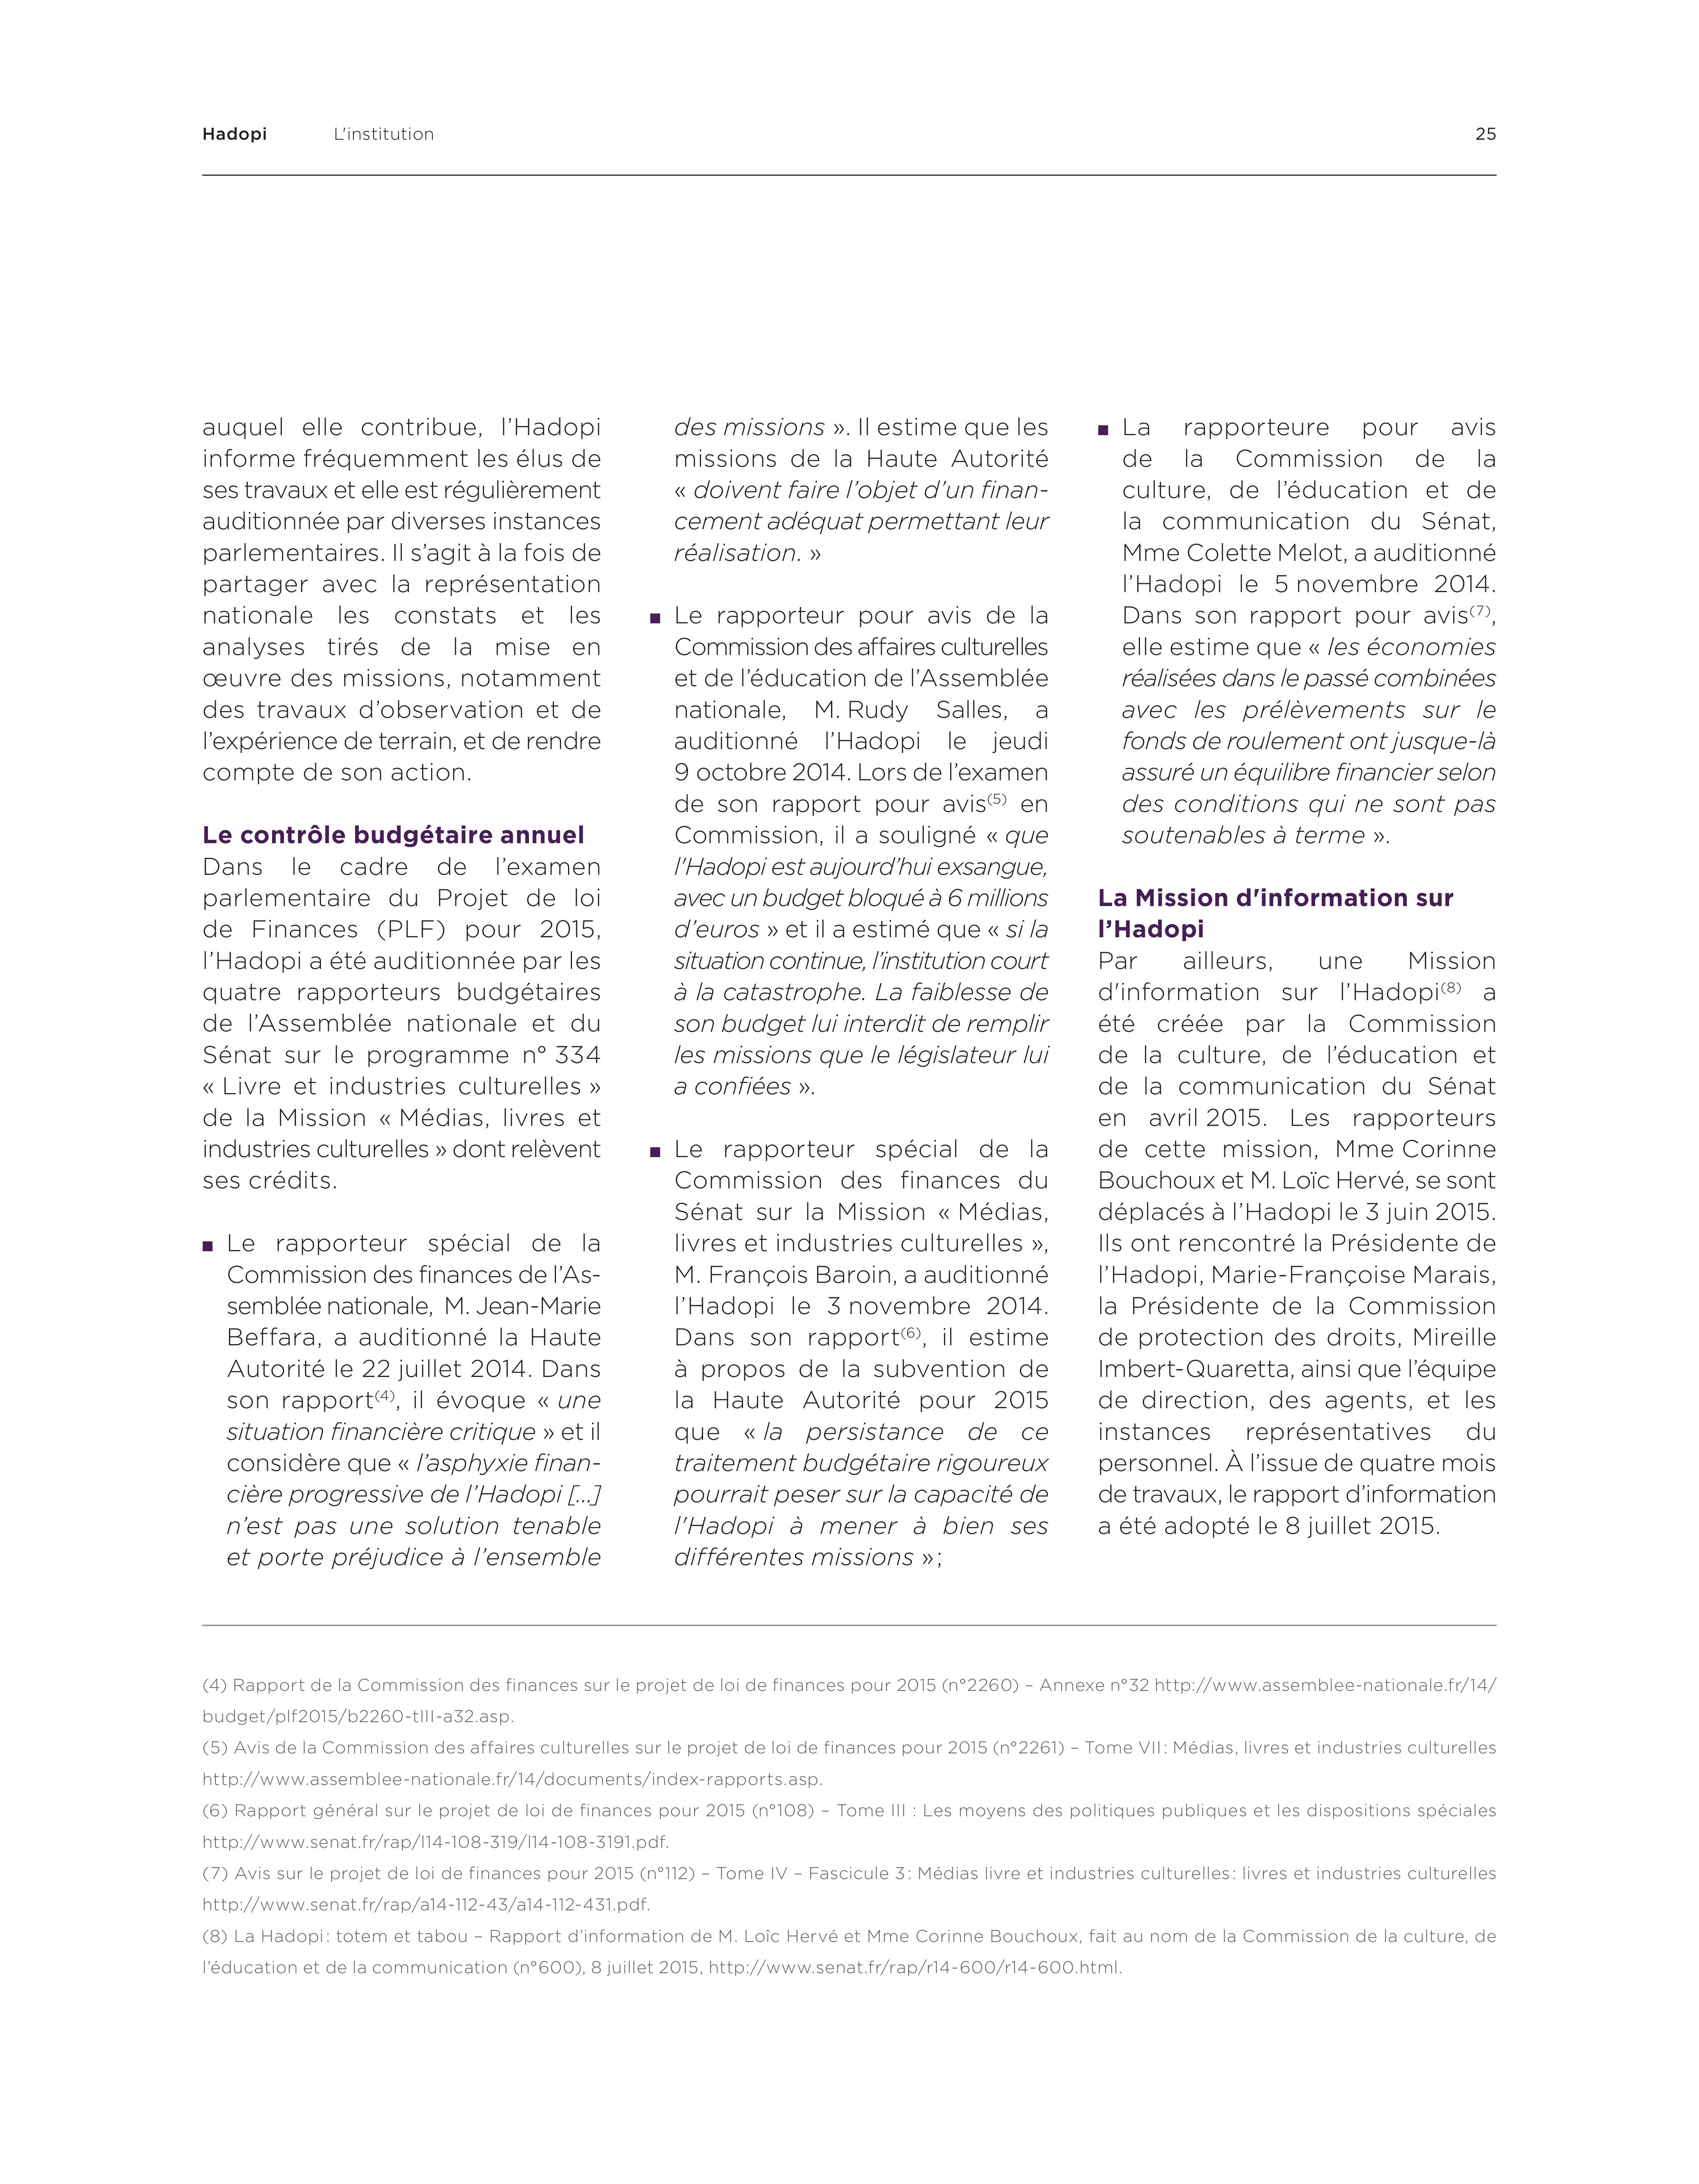 Hadopi L'institution 25
auquel elle contribue, l’Hadopi
informe fréquemment les élus de
ses travaux et elle est régulièrement
auditionnée par diverses instances
parlementaires. Il s’agit à la fois de
partager avec la représentation
nationale les constats et les
analyses tirés de la mise en
œuvre des missions, notamment
des travaux d’observation et de
l’expérience de terrain, et de rendre
compte de son action.
Le contrôle budgétaire annuel
Dans le cadre de l’examen
parlementaire du Projet de loi
de Finances (PLF) pour 2015,
l’Hadopi a été auditionnée par les
quatre rapporteurs budgétaires
de l’Assemblée nationale et du
Sénat sur le programme n° 334
« Livre et industries culturelles »
de la Mission « Médias, livres et
industries culturelles » dont relèvent
ses crédits.
■ Le rapporteur spécial de la
Commission des finances de l’As-
semblée nationale, M. Jean-Marie
Beffara, a auditionné la Haute
Autorité le 22 juillet 2014. Dans
son rapport(4), il évoque « une
situation financière critique » et il
considère que « l’asphyxie finan-
cière progressive de l’Hadopi [...]
n’est pas une solution tenable
et porte préjudice à l’ensemble
des missions ». Il estime que les
missions de la Haute Autorité
« doivent faire l’objet d’un finan-
cement adéquat permettant leur
réalisation. »
■ Le rapporteur pour avis de la
Commission des affaires culturelles
et de l’éducation de l’Assemblée
nationale, M. Rudy Salles, a
auditionné l’Hadopi le jeudi
9 octobre 2014. Lors de l’examen
de son rapport pour avis(5) en
Commission, il a souligné « que
l'Hadopi est aujourd’hui exsangue,
avec un budget bloqué à 6 millions
d’euros » et il a estimé que « si la
situation continue, l’institution court
à la catastrophe. La faiblesse de
son budget lui interdit de remplir
les missions que le législateur lui
a confiées ».
■ Le rapporteur spécial de la
Commission des finances du
Sénat sur la Mission « Médias,
livres et industries culturelles »,
M. François Baroin, a auditionné
l’Hadopi le 3 novembre 2014.
Dans son rapport(6), il estime
à propos de la subvention de
la Haute Autorité pour 2015
que « la persistance de ce
traitement budgétaire rigoureux
pourrait peser sur la capacité de
l'Hadopi à mener à bien ses
différentes missions » ;
■ La rapporteure pour avis
de la Commission de la
culture, de l’éducation et de
la communication du Sénat,
Mme Colette Melot, a auditionné
l’Hadopi le 5 novembre 2014.
Dans son rapport pour avis(7),
elle estime que « les économies
réalisées dans le passé combinées
avec les prélèvements sur le
fonds de roulement ont jusque-là
assuré un équilibre financier selon
des conditions qui ne sont pas
soutenables à terme ».
La Mission d'information sur
l’Hadopi
Par ailleurs, une Mission
d'information sur l’Hadopi(8) a
été créée par la Commission
de la culture, de l’éducation et
de la communication du Sénat
en avril 2015. Les rapporteurs
de cette mission, Mme Corinne
Bouchoux et M. Loïc Hervé, se sont
déplacés à l’Hadopi le 3 juin 2015.
Ils ont rencontré la Présidente de
l’Hadopi, Marie-Françoise Marais,
la Présidente de la Commission
de protection des droits, Mireille
Imbert-Quaretta, ainsi que l’équipe
de direction, des agents, et les
instances représentatives du
personnel. À l’issue de quatre mois
de travaux, le rapport d’information
a été adopté le 8 juillet 2015.
(4) Rapport de la Commission des finances sur le projet de loi de finances pour 2015 (n°2260) – Annexe n°32 http://www.assemblee-nationale.fr/14/
budget/plf2015/b2260-tIII-a32.asp.
(5) Avis de la Commission des affaires culturelles sur le projet de loi de finances pour 2015 (n°2261) – Tome VII : Médias, livres et industries culturelles
http://www.assemblee-nationale.fr/14/documents/index-rapports.asp.
(6) Rapport général sur le projet de loi de finances pour 2015 (n°108) – Tome III : Les moyens des politiques publiques et les dispositions spéciales
http://www.senat.fr/rap/l14-108-319/l14-108-3191.pdf.
(7) Avis sur le projet de loi de finances pour 2015 (n°112) – Tome IV – Fascicule 3 : Médias livre et industries culturelles : livres et industries culturelles
http://www.senat.fr/rap/a14-112-43/a14-112-431.pdf.
(8) La Hadopi : totem et tabou – Rapport d’information de M. Loîc Hervé et Mme Corinne Bouchoux, fait au nom de la Commission de la culture, de
l’éducation et de la communication (n°600), 8 juillet 2015, http://www.senat.fr/rap/r14-600/r14-600.html.